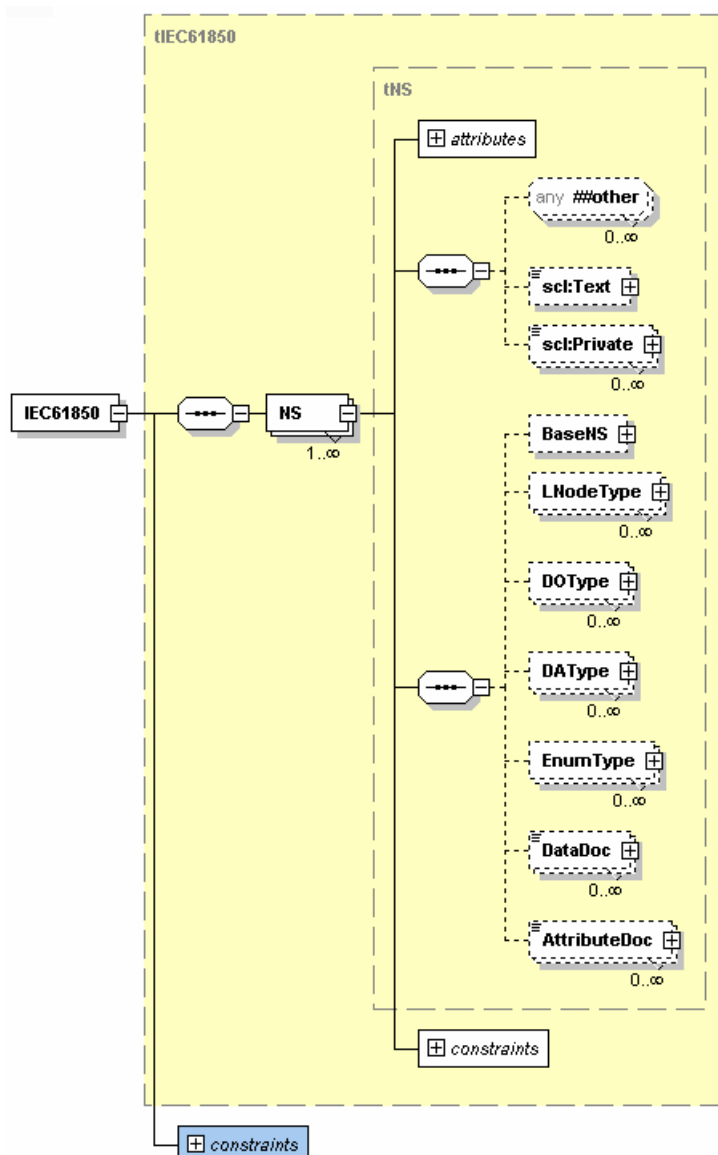 tIEC61850
tNS
attributes
any ##other
0..∞
scl:Text
scl:Private
0..∞
IEC61850
NS
1..∞
BaseNS
LNodeType
0..∞
DOType
0..∞
DAType
0..∞
EnumType
0..∞
DataDoc
0..∞
AttributeDoc
0..∞
constraints
constraints